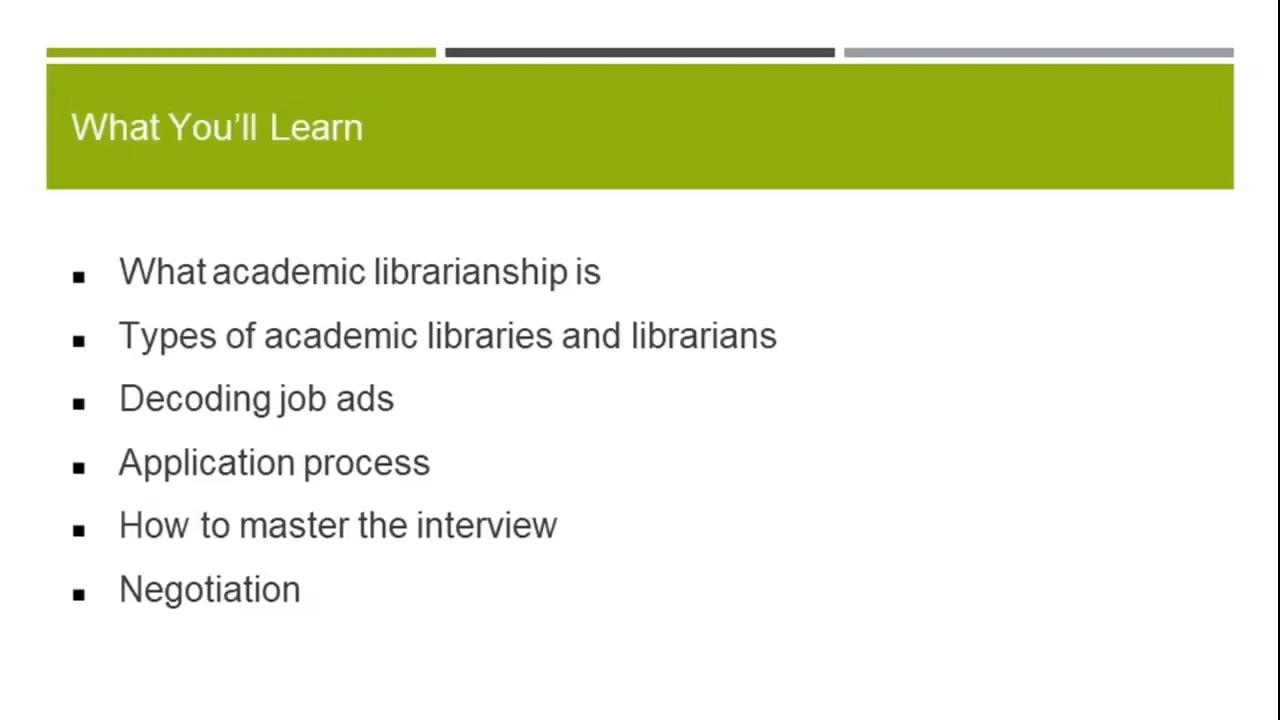 What You’ll Learn
What academic librarianship is
Types of academic libraries and librarians
Decoding job ads
Application process
How to master the interview
Negotiation